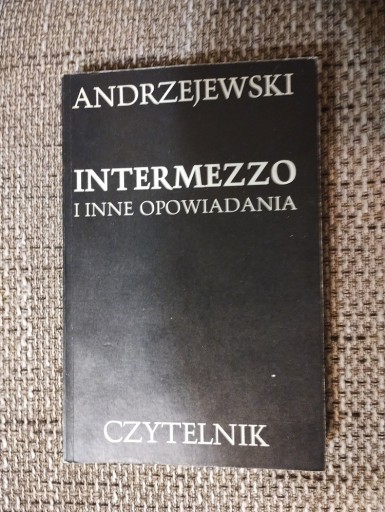 ANDRZEJEWSKI
INTERMEZZO
I INNE OPOWIADANIA
CZYTELNIK